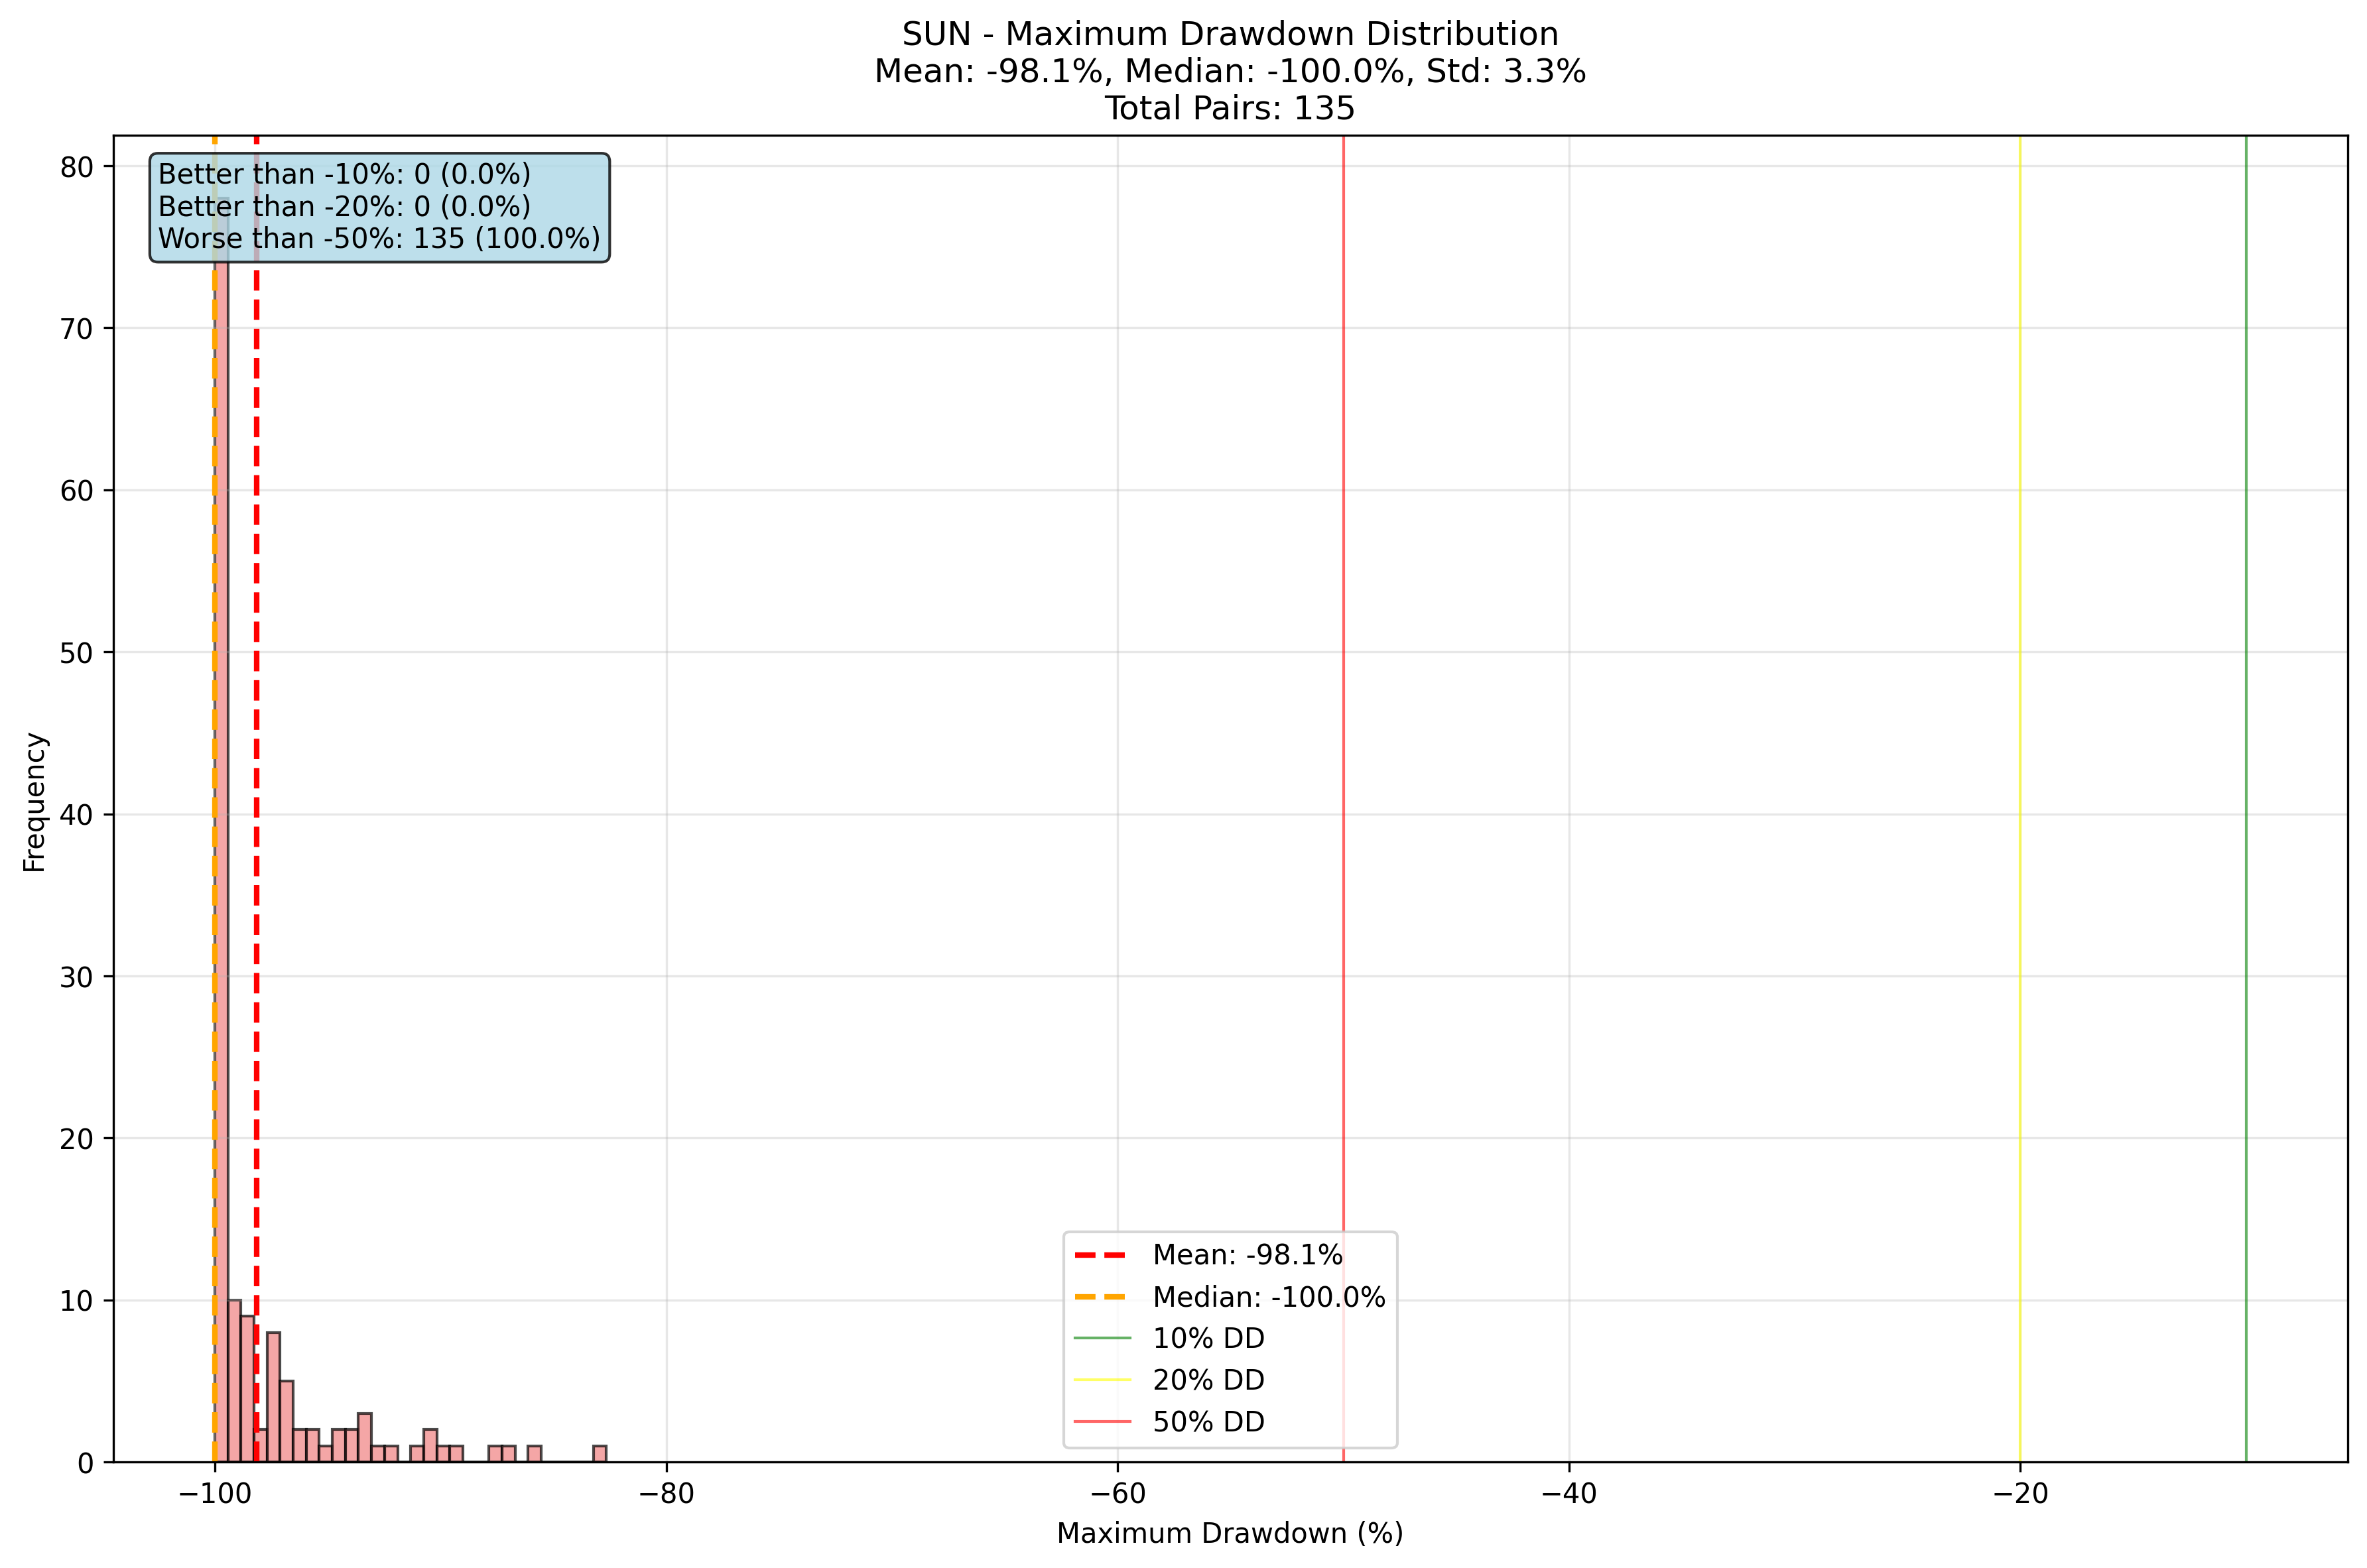 SUN - Maximum Drawdown Distribution
Mean: -98.1%, Median: -100.0%, Std: 3.3%
Total Pairs: 135
Better than -10%: 0 (0.0%)
Better than -20%: 0 (0.0%)
Worse than -50%: 135 (100.0%)
80
70
60
50
40
30
20
10
0
Frequency
Mean: -98.1%
Median: -100.0%
10% DD
20% DD
50% DD
−100
−80
−60
−40
−20
Maximum Drawdown (%)